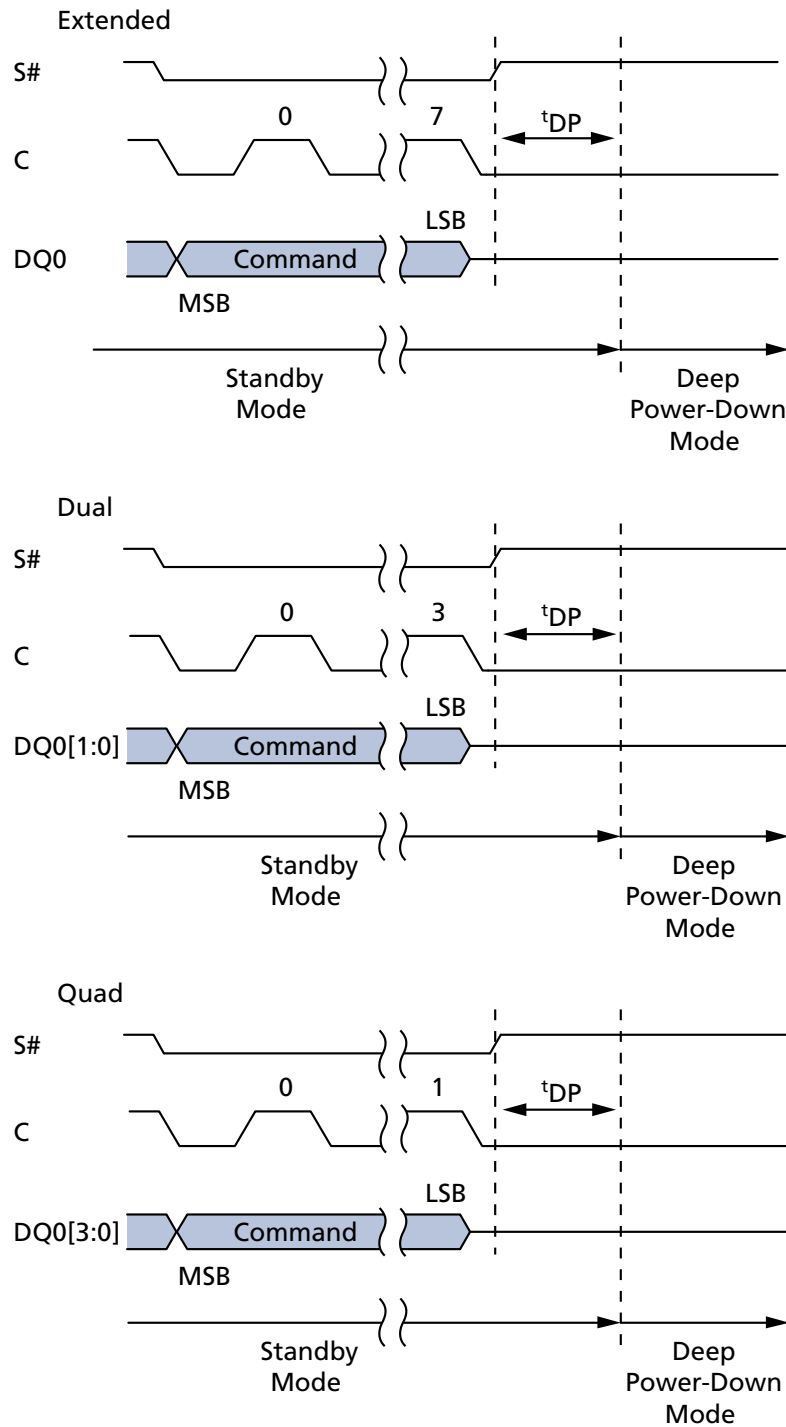 Extended
S#
0 7 tDP
C
LSB
DQ0 Command
MSB
Standby
Mode
Deep
Power-Down
Mode
Dual
S#
0 3 tDP
C
LSB
DQ0[1:0] Command
MSB
Standby
Mode
Deep
Power-Down
Mode
Quad
S#
0 1 tDP
C
LSB
DQ0[3:0] Command
MSB
Standby
Mode
Deep
Power-Down
Mode